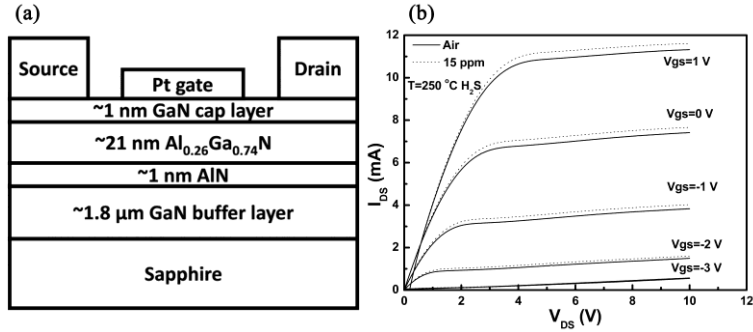 (a)
Source
Pt gate
Drain
~1 nm GaN cap layer
~21 nm Al0.26Ga0.74N
~1 nm AlN
~1.8 µm GaN buffer layer
Sapphire
(b)
12
10
8
6
4
2
0
IDS (mA)
Air
15 ppm
T=250 °C H2S
Vgs=1 V
Vgs=0 V
Vgs=-1 V
Vgs=-2 V
Vgs=-3 V
0 2 4 6 8 10 12
VDS (V)